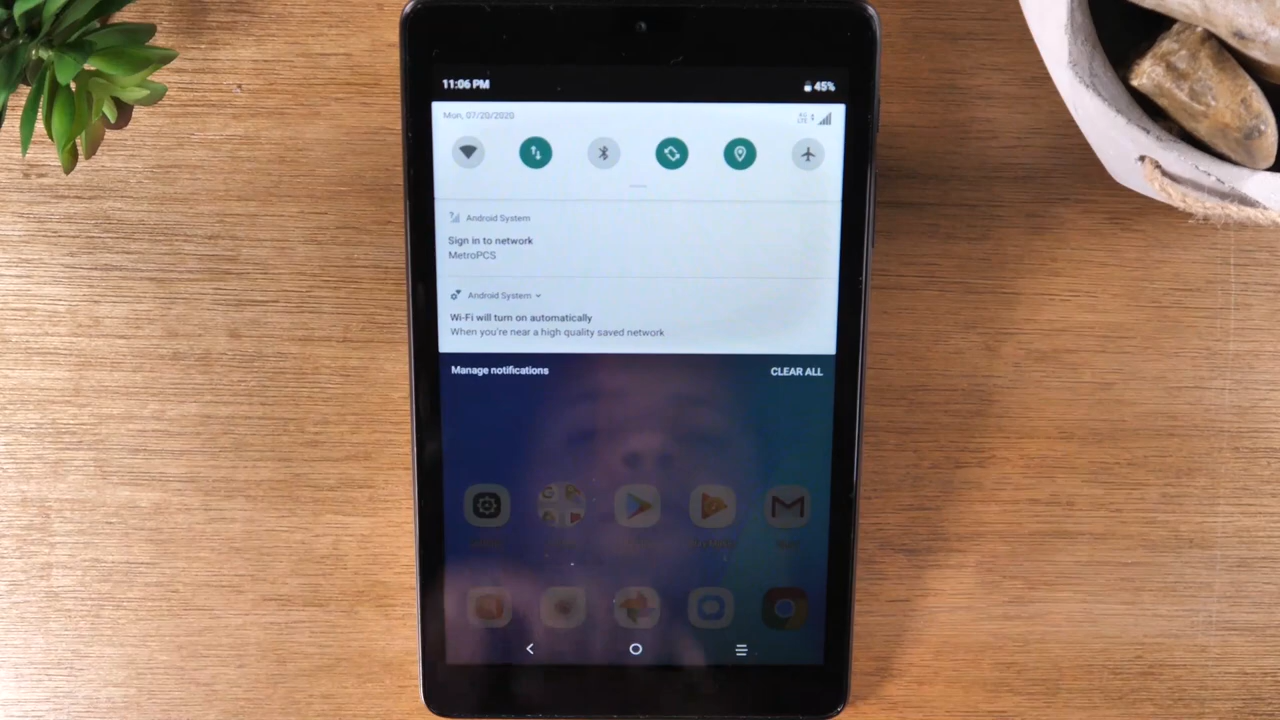 11:06 PM
45%
Mon, 07/20/2020
Android System
Sign in to network
MetroPCS
Android System
Wi-Fi will turn on automatically
When you're near a high quality saved network
Manage notifications
CLEAR ALL